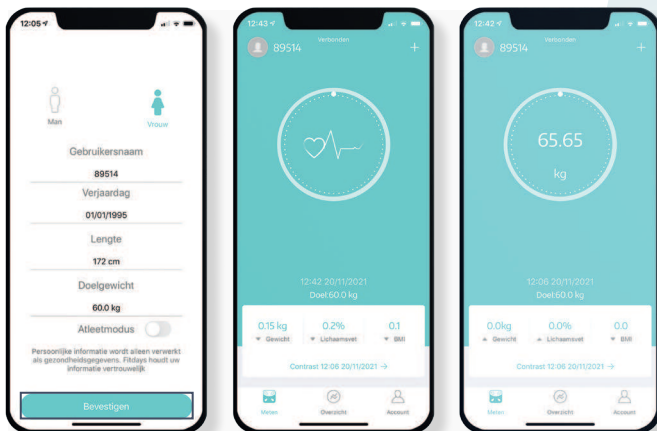 12:05
Man
Vrouw
Gebruikersnaam
89514
Verjaardag
01/01/1995
Lengte
172 cm
Doelgewicht
60.0 kg
Atleetmodus
Persoonlijke informatie wordt alleen verwerkt
als gezondheidsgegevens. Fitdays houdt uw
informatie vertrouwelijk
Bevestigen
12:43
Verbonden
89514
+
12:42 20/11/2021
Doel:60.0 kg
0.15 kg
0.2%
0.1
Gewicht
Lichaamsvet
BMI
Contrast 12:06 20/11/2021 →
Meten
Overzicht
Account
12:42
Verbonden
89514
+
65.65
kg
12:06 20/11/2021
Doel:60.0 kg
0.0kg
0.0%
0.0
Gewicht
Lichaamsvet
BMI
Contrast 12:06 20/11/2021 →
Meten
Overzicht
Account